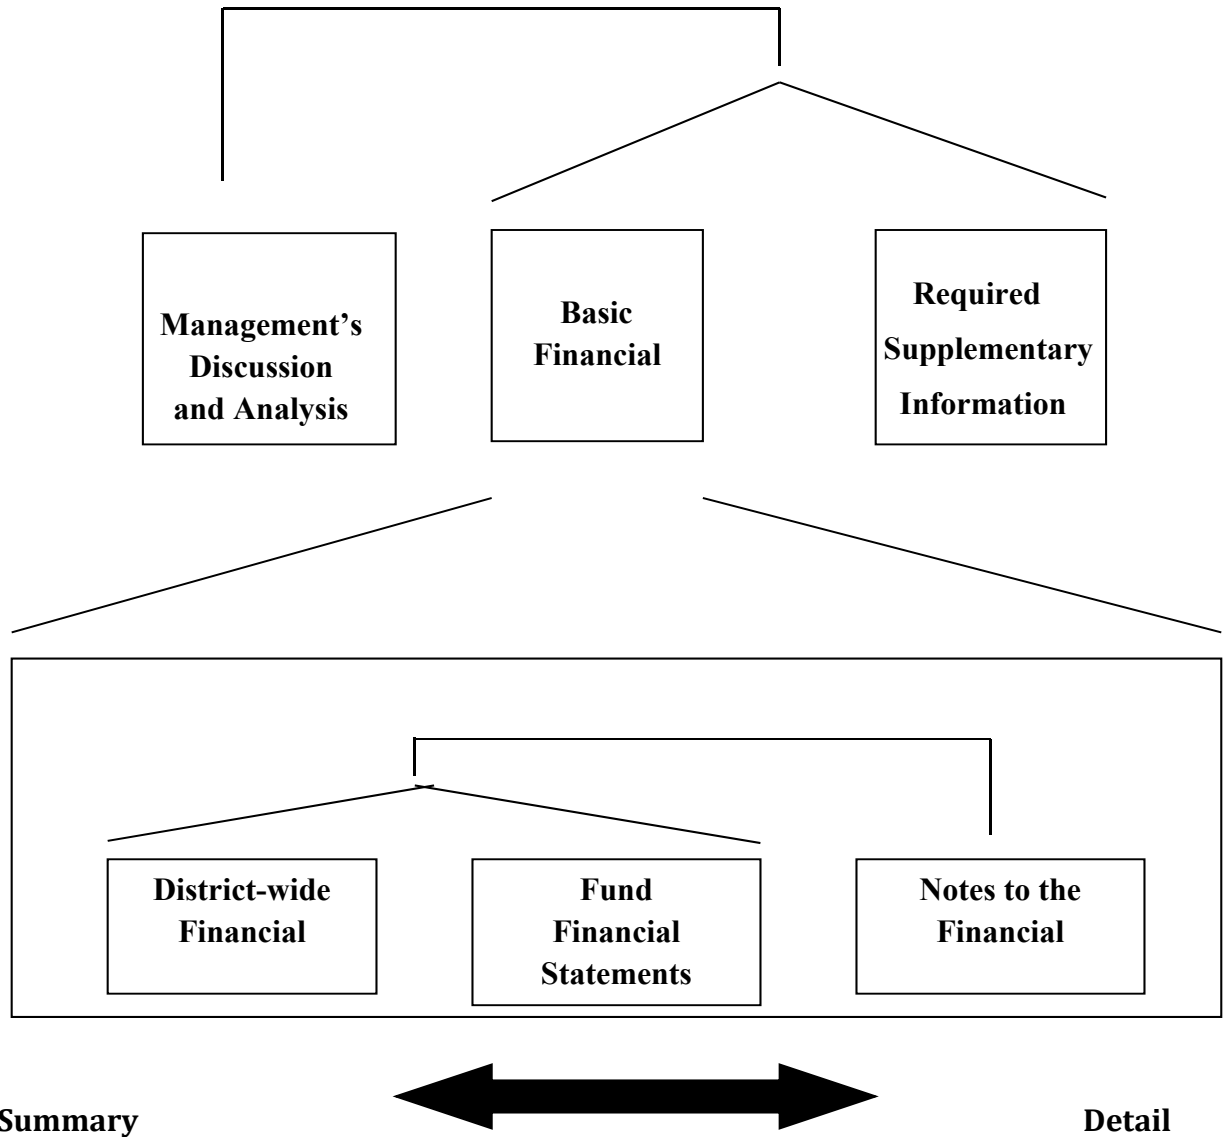 Management’s
Discussion
and Analysis
Basic
Financial
Required
Supplementary
Information
District-wide
Financial
Fund
Financial
Statements
Notes to the
Financial
Summary
Detail